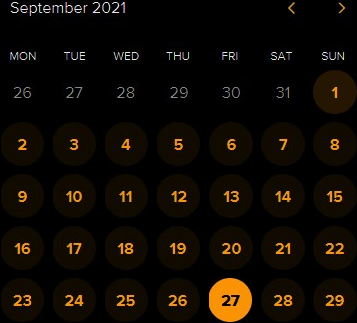 September 2021
MON TUE WED THU FRI SAT SUN
26 27 28 29 30 31 1
2 3 4 5 6 7 8
9 10 11 12 13 14 15
16 17 18 19 20 21 22
23 24 25 26 27 28 29